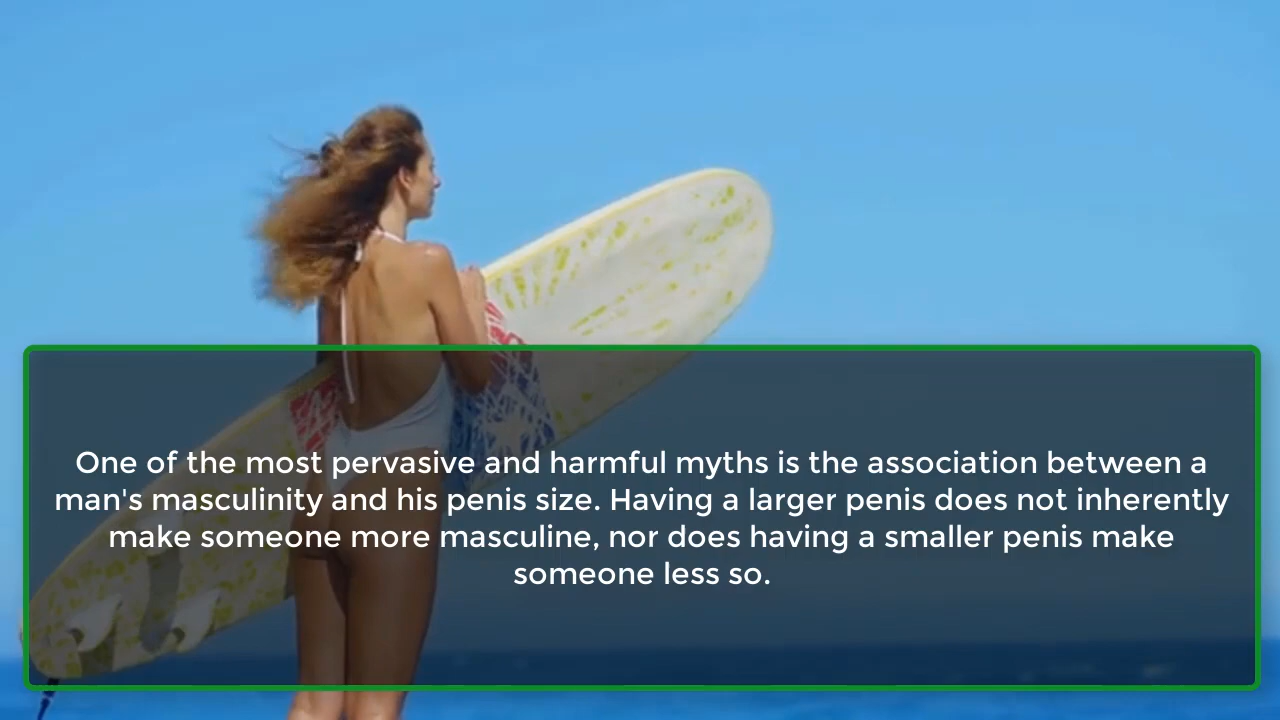 One of the most pervasive and harmful myths is the association between a
man's masculinity and his penis size. Having a larger penis does not inherently
make someone more masculine, nor does having a smaller penis make
someone less so.